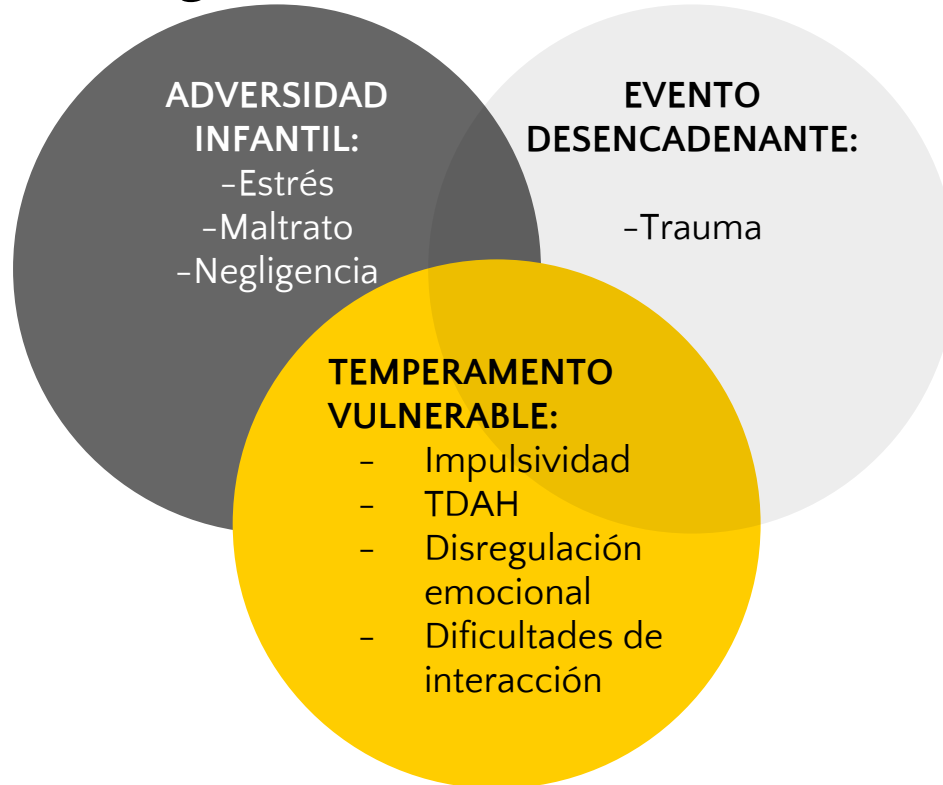 ADVERSIDAD
INFANTIL:
-Estrés
-Maltrato
-Negligencia
EVENTO
DESENCADENANTE:
-Trauma
TEMPERAMENTO
VULNERABLE:
- Impulsividad
- TDAH
- Disregulación
emocional
- Dificultades de
interacción